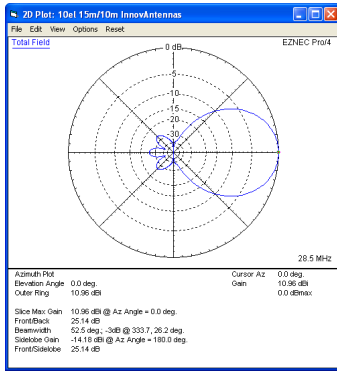 2D Plot: 10el 15m/10m InnovAntennas
File Edit View Options Reset
Total Field
EZNEC Pro/4
0 dB
-5
-10
-15
-20
-30
28.5 MHz
Azimuth Plot
Elevation Angle 0.0 deg.
Outer Ring 10.96 dBi
Cursor Az 0.0 deg.
Gain 10.96 dBi
0.0 dBmax
Slice Max Gain 10.96 dBi @ Az Angle = 0.0 deg.
Front/Back 25.14 dB
Beamwidth 52.5 deg.; -3dB @ 333.7, 26.2 deg.
Sidelobe Gain -14.18 dBi @ Az Angle = 180.0 deg.
Front/Sidelobe 25.14 dB